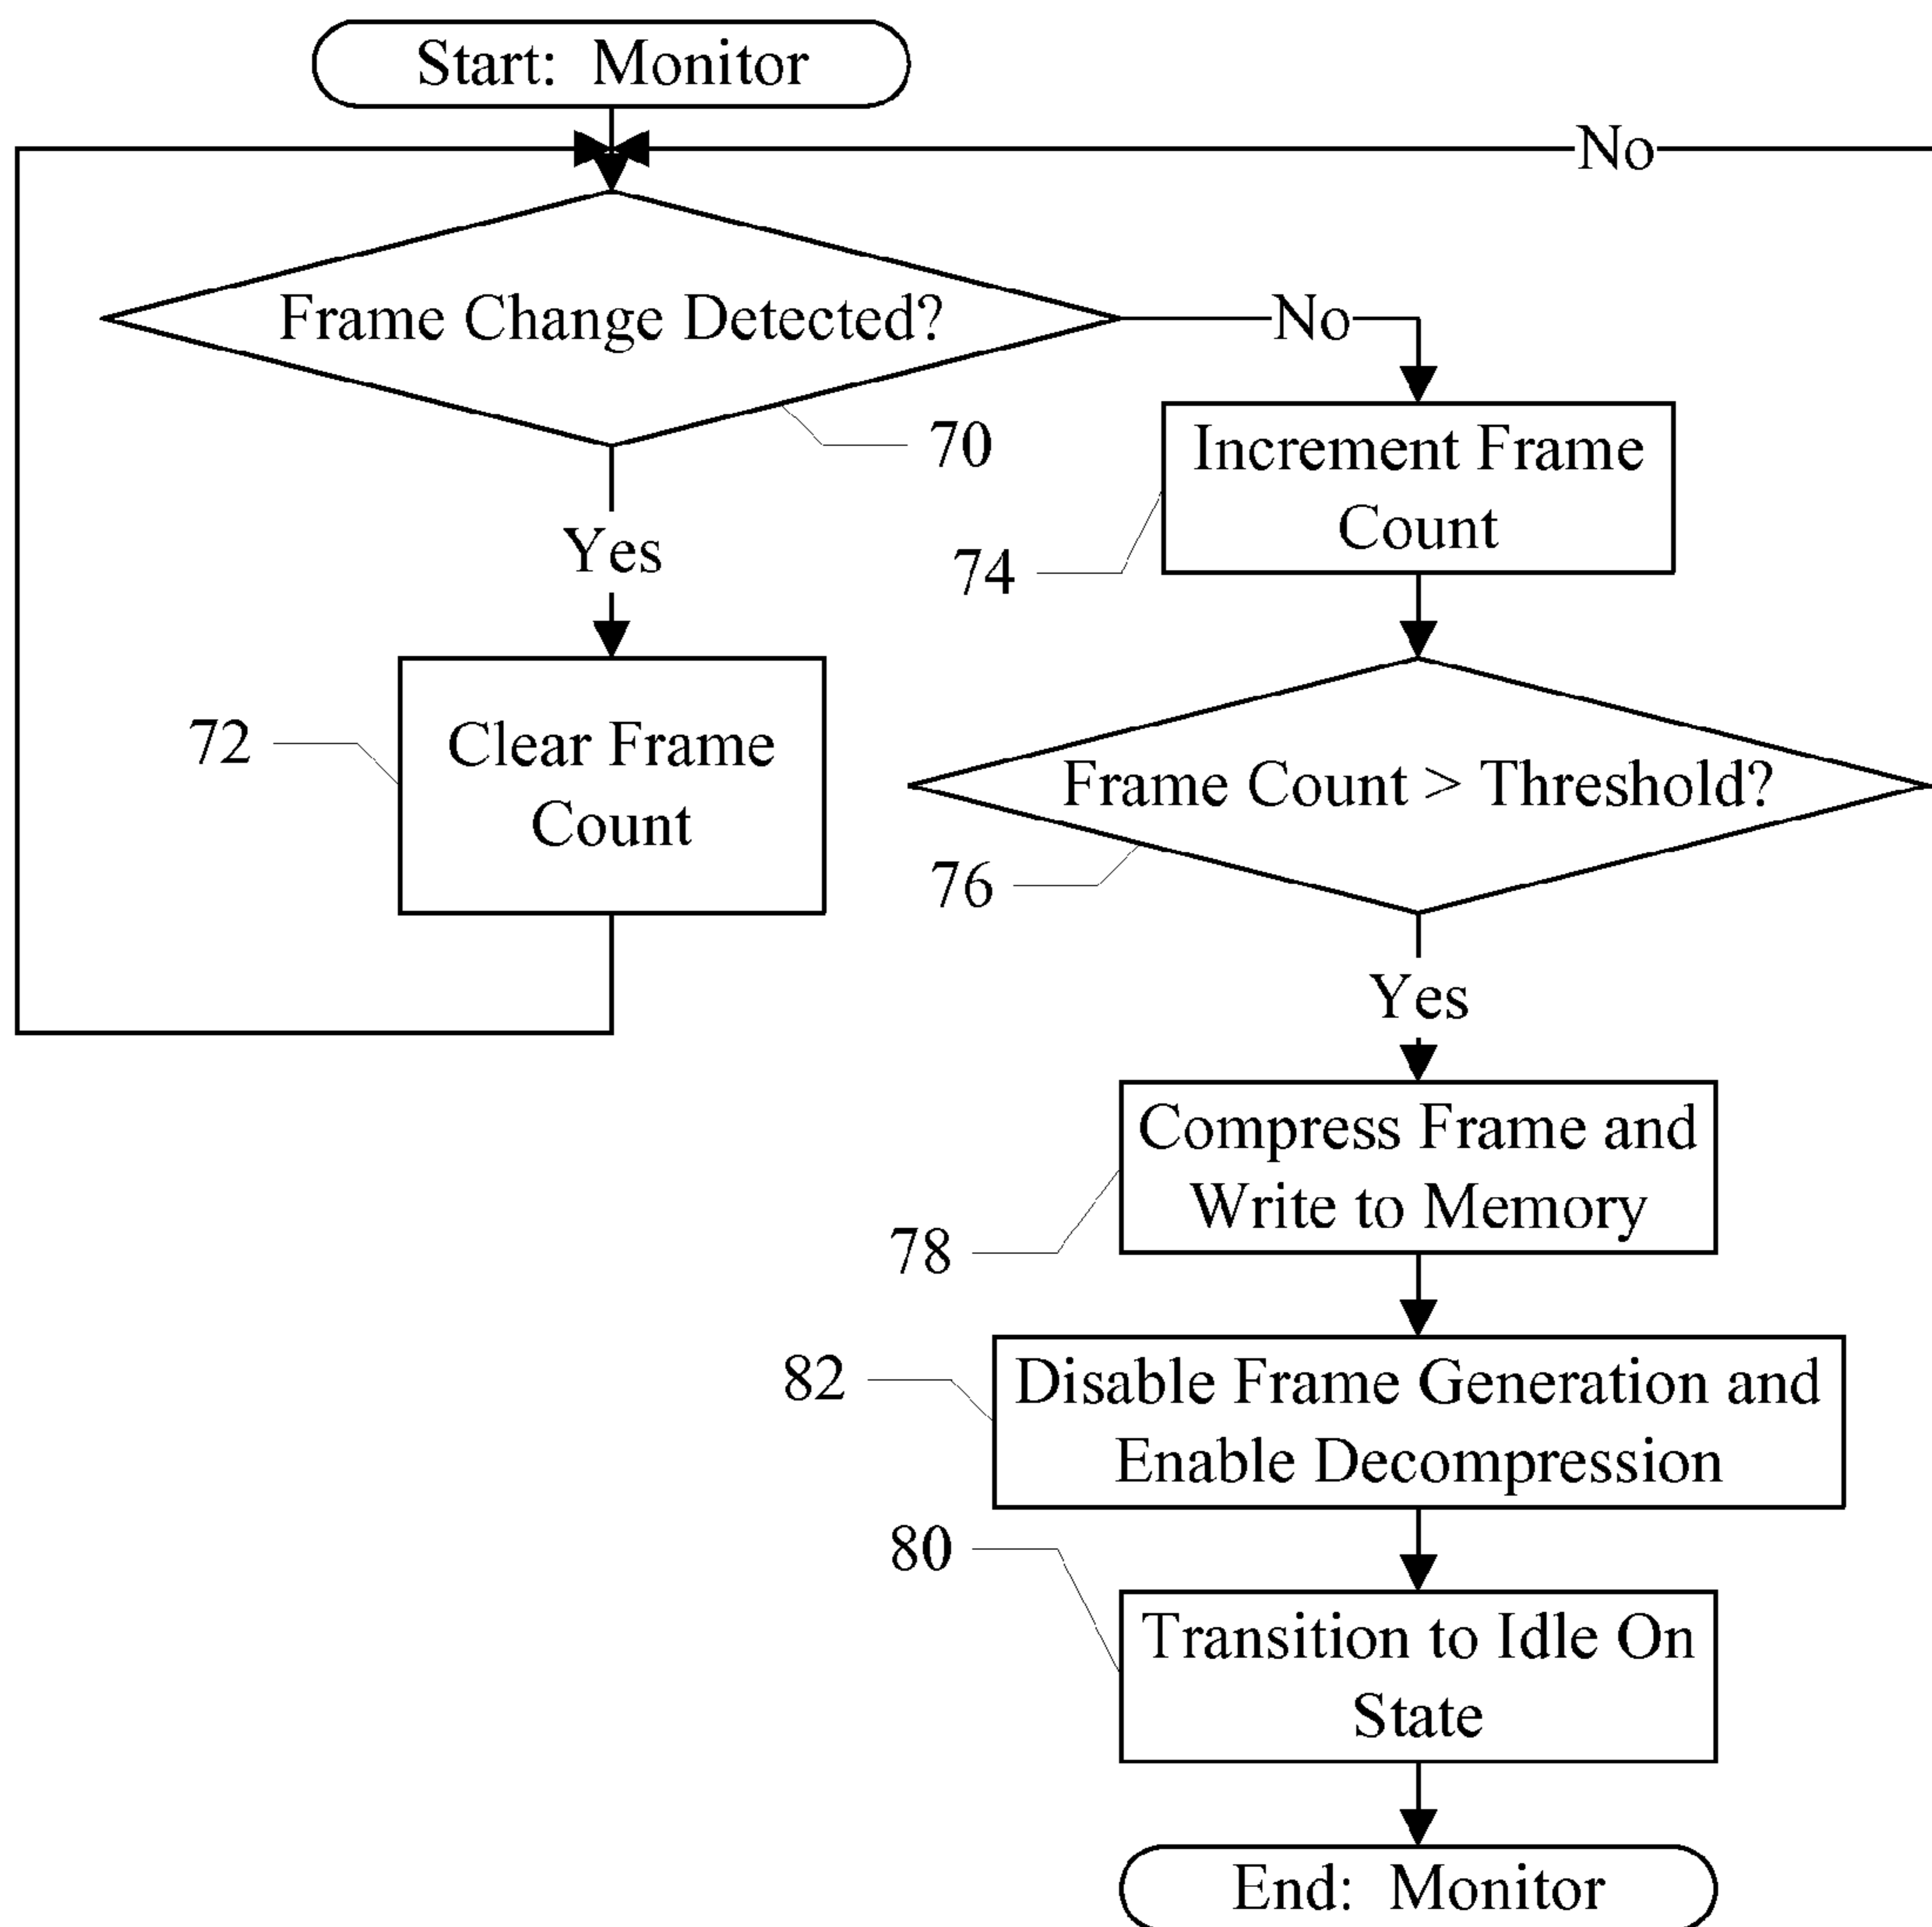 Start: Monitor
No
Frame Change Detected?
No
70
Increment Frame
Count
74
Yes
72
Clear Frame
Count
Frame Count > Threshold?
76
Yes
Compress Frame and
Write to Memory
78
82
Disable Frame Generation and
Enable Decompression
80
Transition to Idle On
State
End: Monitor